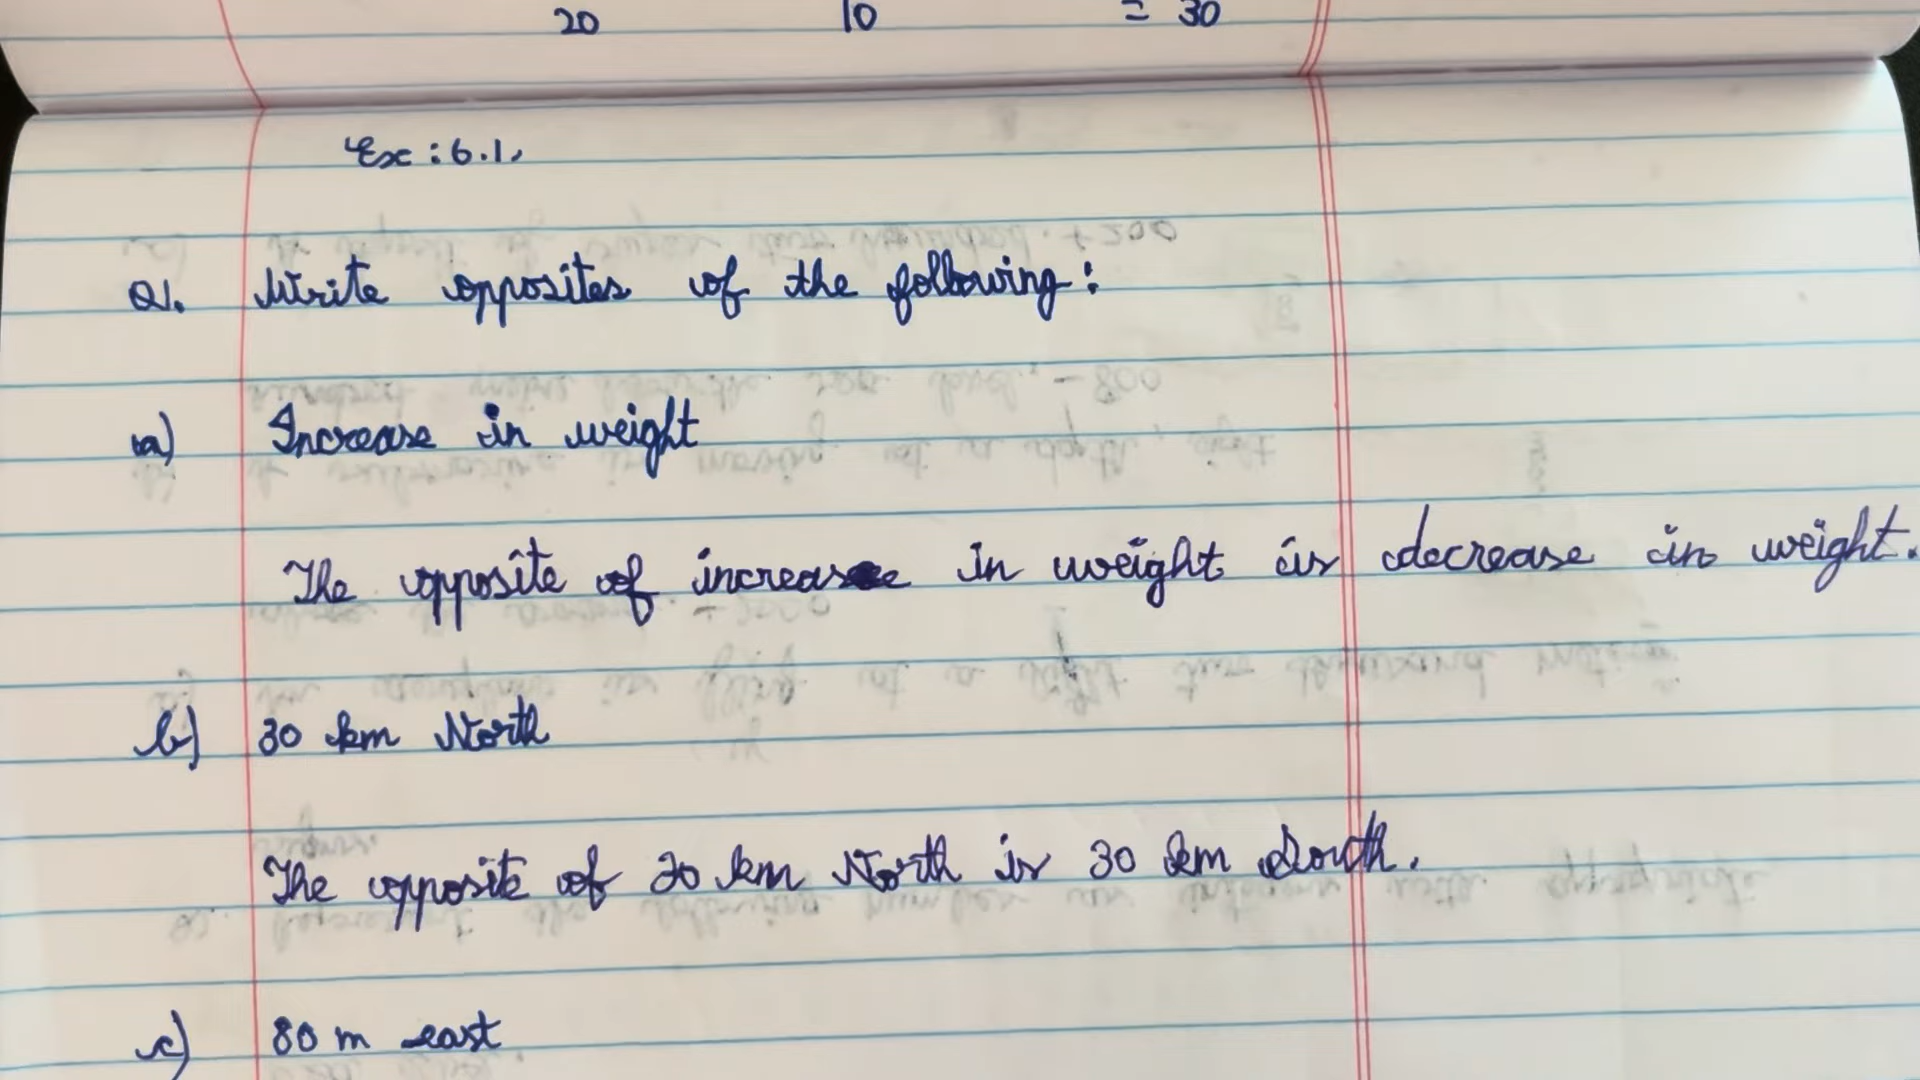 20 10 = 30
Ex: 6.1.
Q1. Write opposites of the following:
a) Increase in weight
The opposite of increase in weight is decrease in weight.
b) 30 km North
The opposite of 30 km North is 30 km South.
c) 80 m east